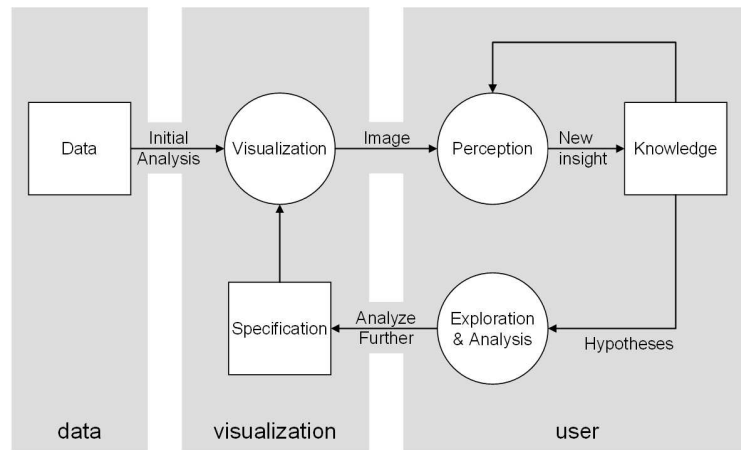 Data
Initial
Analysis
Visualization
Image
Perception
New
insight
Knowledge
Specification
Analyze
Further
Exploration
& Analysis
Hypotheses
data
visualization
user